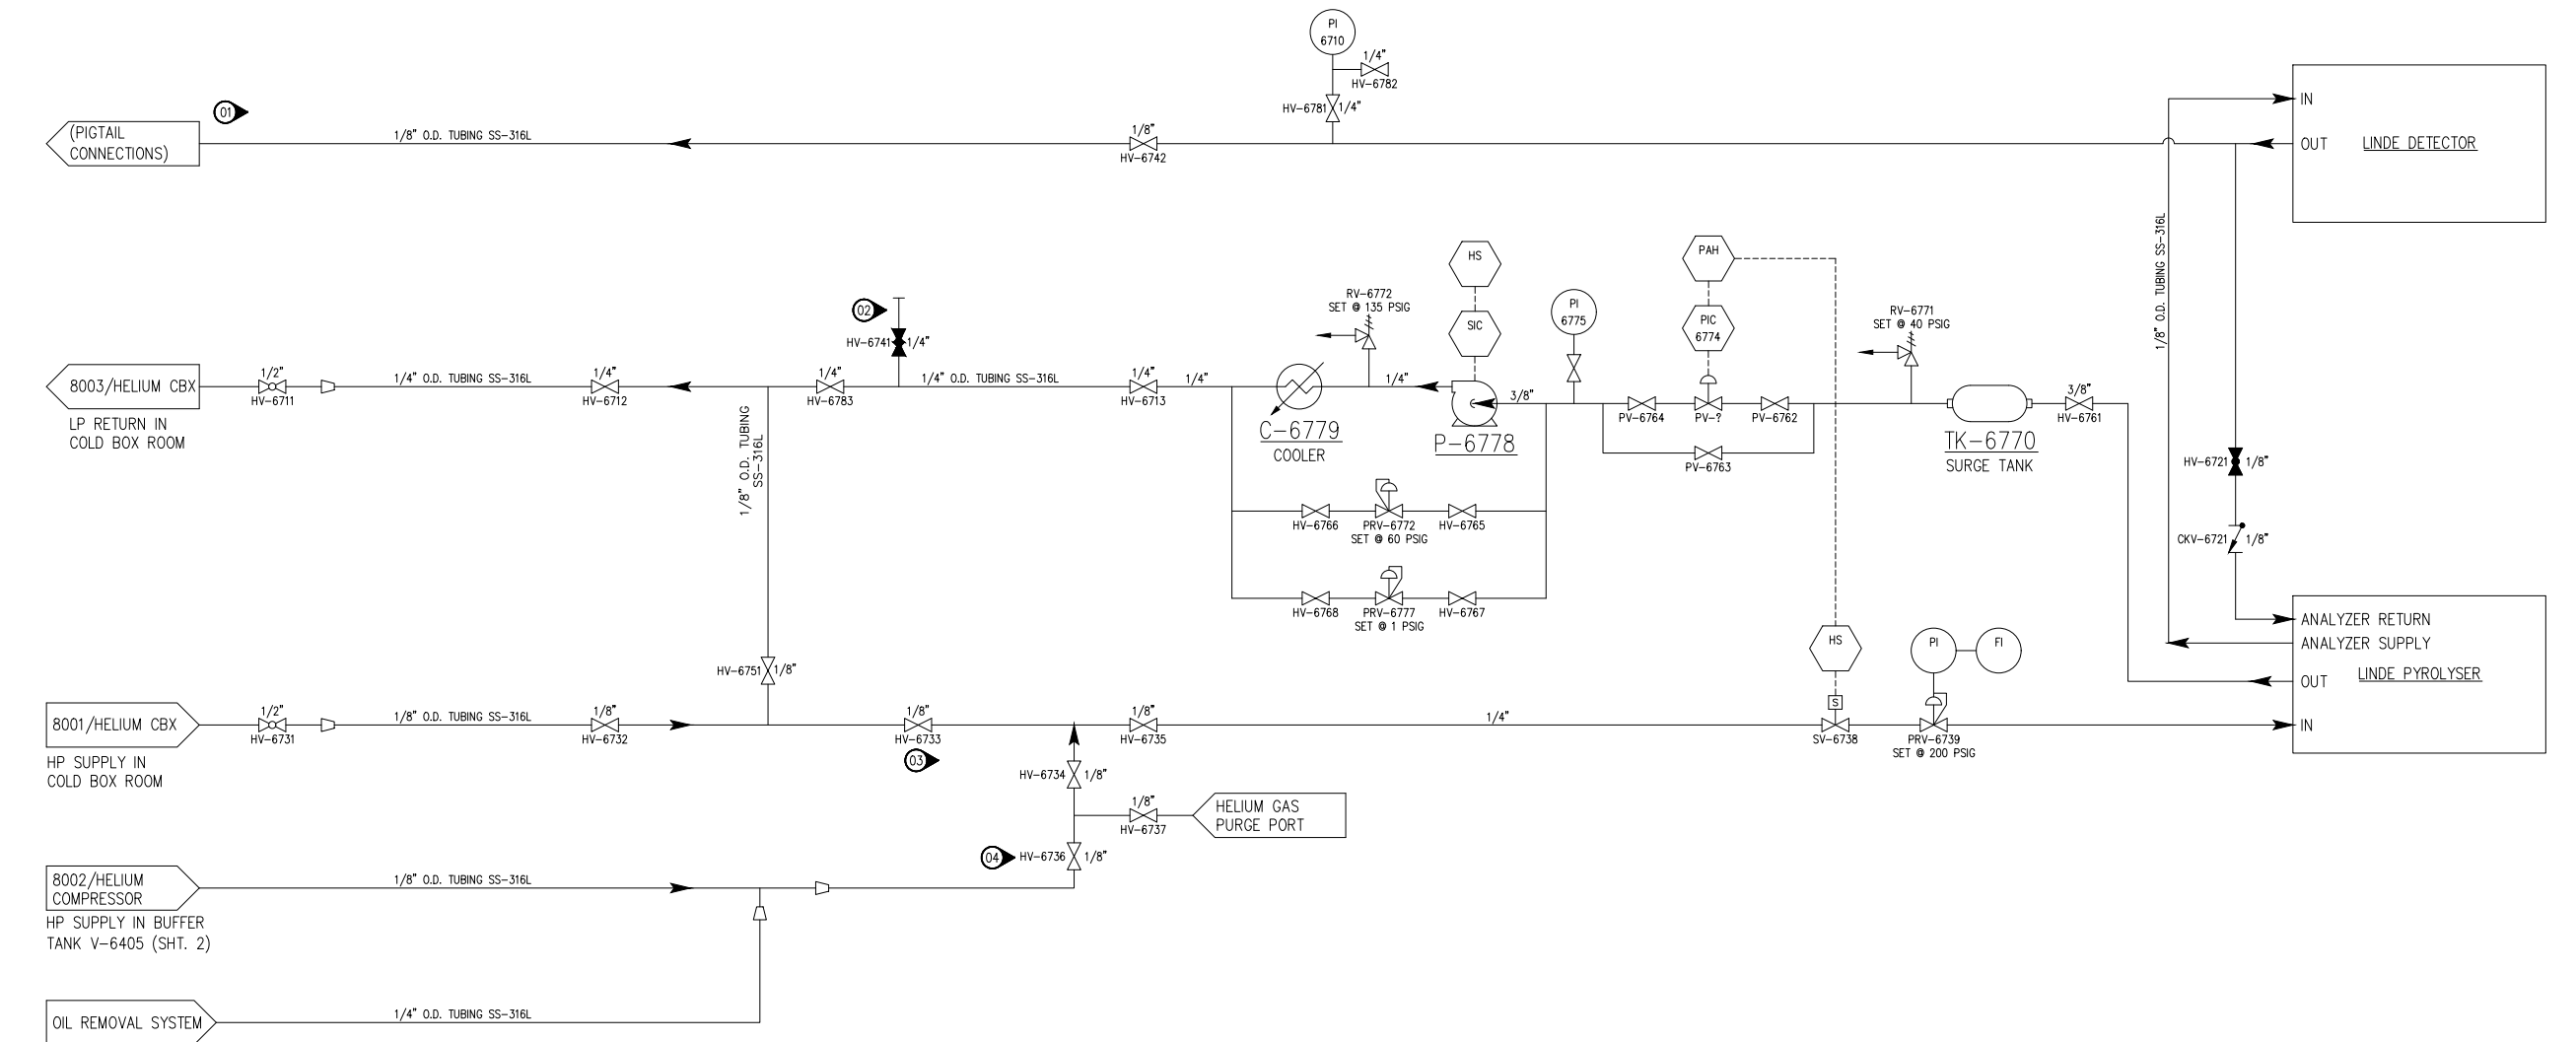 PI
6710
1/4"
HV-6782
HV-6781 1/4"
01
(PIGTAIL
CONNECTIONS)
1/8" O.D. TUBING SS-316L
1/8"
HV-6742
IN
OUT
LINDE DETECTOR
1/8" O.D. TUBING SS-316L
HS
SIC
PAH
PIC
6774
PI
6775
RV-6772
SET @ 135 PSIG
RV-6771
SET @ 40 PSIG
02
HV-6741 1/4"
8003/HELIUM CBX
LP RETURN IN
COLD BOX ROOM
1/2"
HV-6711
1/4" O.D. TUBING SS-316L
1/4"
HV-6712
1/4"
HV-6783
1/4" O.D. TUBING SS-316L
1/4"
HV-6713
1/4"
C-6779
COOLER
1/4"
P-6778
3/8"
PV-6764
PV-?
PV-6762
PV-6763
TK-6770
SURGE TANK
3/8"
HV-6761
1/8" O.D. TUBING
SS-316L
HV-6766
PRV-6772
SET @ 60 PSIG
HV-6765
HV-6768
PRV-6777
SET @ 1 PSIG
HV-6767
HV-6721 1/8"
CKV-6721 1/8"
ANALYZER RETURN
ANALYZER SUPPLY
OUT
LINDE PYROLYSER
IN
HS
S
SV-6738
PI
FI
PRV-6739
SET @ 200 PSIG
HV-6751 1/8"
8001/HELIUM CBX
HP SUPPLY IN
COLD BOX ROOM
1/2"
HV-6731
1/8" O.D. TUBING SS-316L
1/8"
HV-6732
1/8"
HV-6733
03
1/8"
HV-6735
1/4"
HV-6734 1/8"
1/8"
HV-6737
HELIUM GAS
PURGE PORT
04
HV-6736 1/8"
8002/HELIUM
COMPRESSOR
HP SUPPLY IN BUFFER
TANK V-6405 (SHT. 2)
1/8" O.D. TUBING SS-316L
OIL REMOVAL SYSTEM
1/4" O.D. TUBING SS-316L